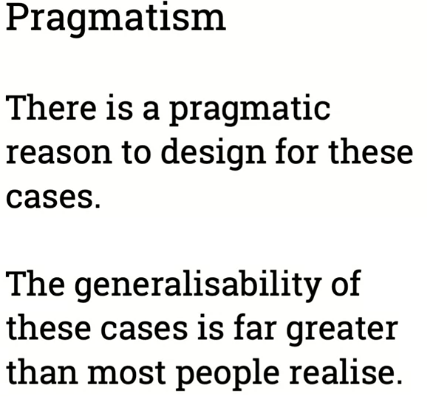 Pragmatism
There is a pragmatic
reason to design for these
cases.
The generalisability of
these cases is far greater
than most people realise.